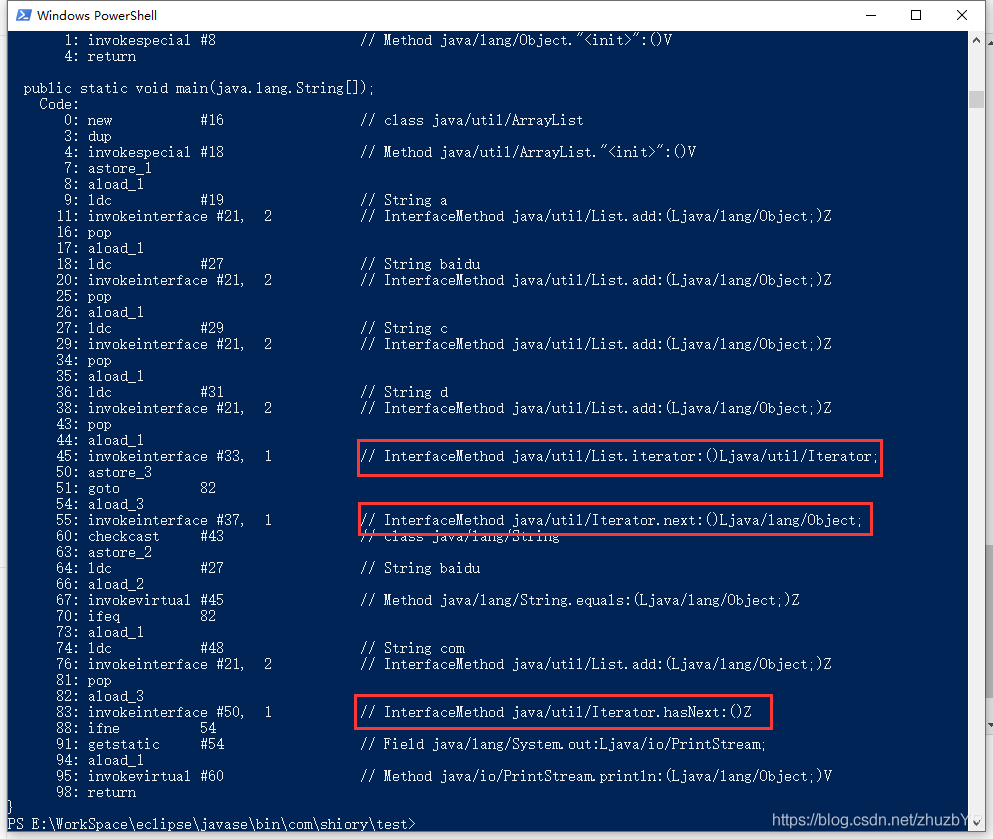 Windows PowerShell
1: invokespecial #8 // Method java/lang/Object."<init>":()V
4: return
public static void main(java.lang.String[]);
Code:
0: new #16 // class java/util/ArrayList
3: dup
4: invokespecial #18 // Method java/util/ArrayList."<init>":()V
7: astore_1
8: aload_1
9: ldc #19 // String a
11: invokeinterface #21, 2 // InterfaceMethod java/util/List.add:(Ljava/lang/Object;)Z
16: pop
17: aload_1
18: ldc #27 // String baidu
20: invokeinterface #21, 2 // InterfaceMethod java/util/List.add:(Ljava/lang/Object;)Z
25: pop
26: aload_1
27: ldc #29 // String c
29: invokeinterface #21, 2 // InterfaceMethod java/util/List.add:(Ljava/lang/Object;)Z
34: pop
35: aload_1
36: ldc #31 // String d
38: invokeinterface #21, 2 // InterfaceMethod java/util/List.add:(Ljava/lang/Object;)Z
43: pop
44: aload_1
45: invokeinterface #33, 1 // InterfaceMethod java/util/List.iterator:()Ljava/util/Iterator;
50: astore_3
51: goto 82
54: aload_3
55: invokeinterface #37, 1 // InterfaceMethod java/util/Iterator.next:()Ljava/lang/Object;
60: checkcast #43 // class java/lang/String
63: astore_2
64: ldc #27 // String baidu
66: aload_2
67: invokevirtual #45 // Method java/lang/String.equals:(Ljava/lang/Object;)Z
70: ifeq 82
73: aload_1
74: ldc #48 // String com
76: invokeinterface #21, 2 // InterfaceMethod java/util/List.add:(Ljava/lang/Object;)Z
81: pop
82: aload_3
83: invokeinterface #50, 1 // InterfaceMethod java/util/Iterator.hasNext:()Z
88: ifne 54
91: getstatic #54 // Field java/lang/System.out:Ljava/io/PrintStream;
94: aload_1
95: invokevirtual #60 // Method java/io/PrintStream.println:(Ljava/lang/Object;)V
98: return
}
PS E:\WorkSpace\eclipse\javase\bin\com\shiory\test>